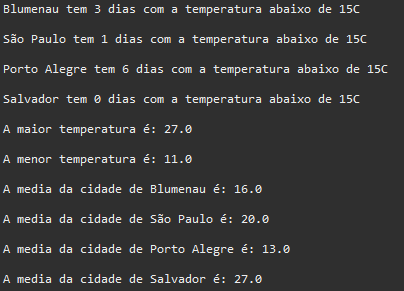 Blumenau tem 3 dias com a temperatura abaixo de 15C
São Paulo tem 1 dias com a temperatura abaixo de 15C
Porto Alegre tem 6 dias com a temperatura abaixo de 15C
Salvador tem 0 dias com a temperatura abaixo de 15C
A maior temperatura é: 27.0
A menor temperatura é: 11.0
A media da cidade de Blumenau é: 16.0
A media da cidade de São Paulo é: 20.0
A media da cidade de Porto Alegre é: 13.0
A media da cidade de Salvador é: 27.0